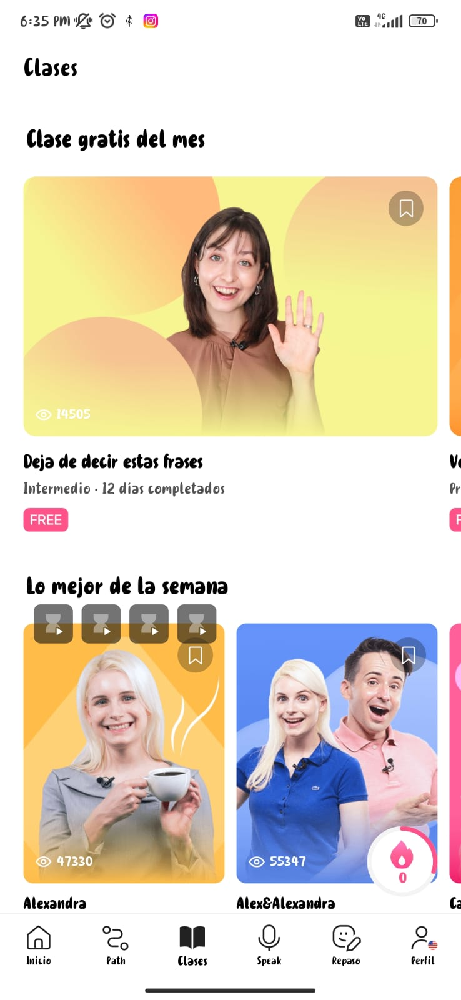 6:35 PM
Vo LTE 4G 70
Clases
Clase gratis del mes
14505
Deja de decir estas frases
Intermedio · 12 días completados
Pr
FREE
F
Lo mejor de la semana
47330
55347
0
Alexandra
Alex&Alexandra
Ca
Inicio
Path
Clases
Speak
Repaso
Perfil